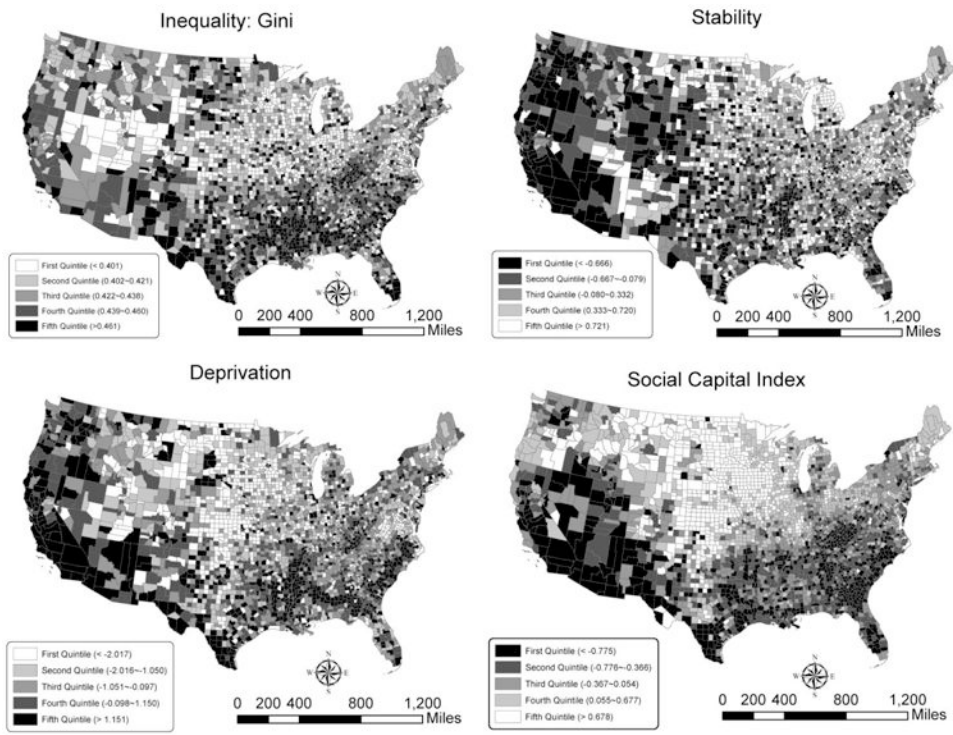 Inequality: Gini
First Quintile (< 0.401)
Second Quintile (0.402~0.421)
Third Quintile (0.422~0.438)
Fourth Quintile (0.439~0.460)
Fifth Quintile (>0.461)
N
W E
S
0 200 400 800 1,200
Miles
Stability
First Quintile (< -0.666)
Second Quintile (-0.667~-0.079)
Third Quintile (-0.080~0.332)
Fourth Quintile (0.333~0.720)
Fifth Quintile (> 0.721)
N
W E
S
0 200 400 800 1,200
Miles
Deprivation
First Quintile (< -2.017)
Second Quintile (-2.016~-1.050)
Third Quintile (-1.051~-0.097)
Fourth Quintile (-0.098~1.150)
Fifth Quintile (> 1.151)
N
W E
S
0 200 400 800 1,200
Miles
Social Capital Index
First Quintile (< -0.775)
Second Quintile (-0.776~-0.366)
Third Quintile (-0.367~0.054)
Fourth Quintile (0.055~0.677)
Fifth Quintile (> 0.678)
N
W E
S
0 200 400 800 1,200
Miles